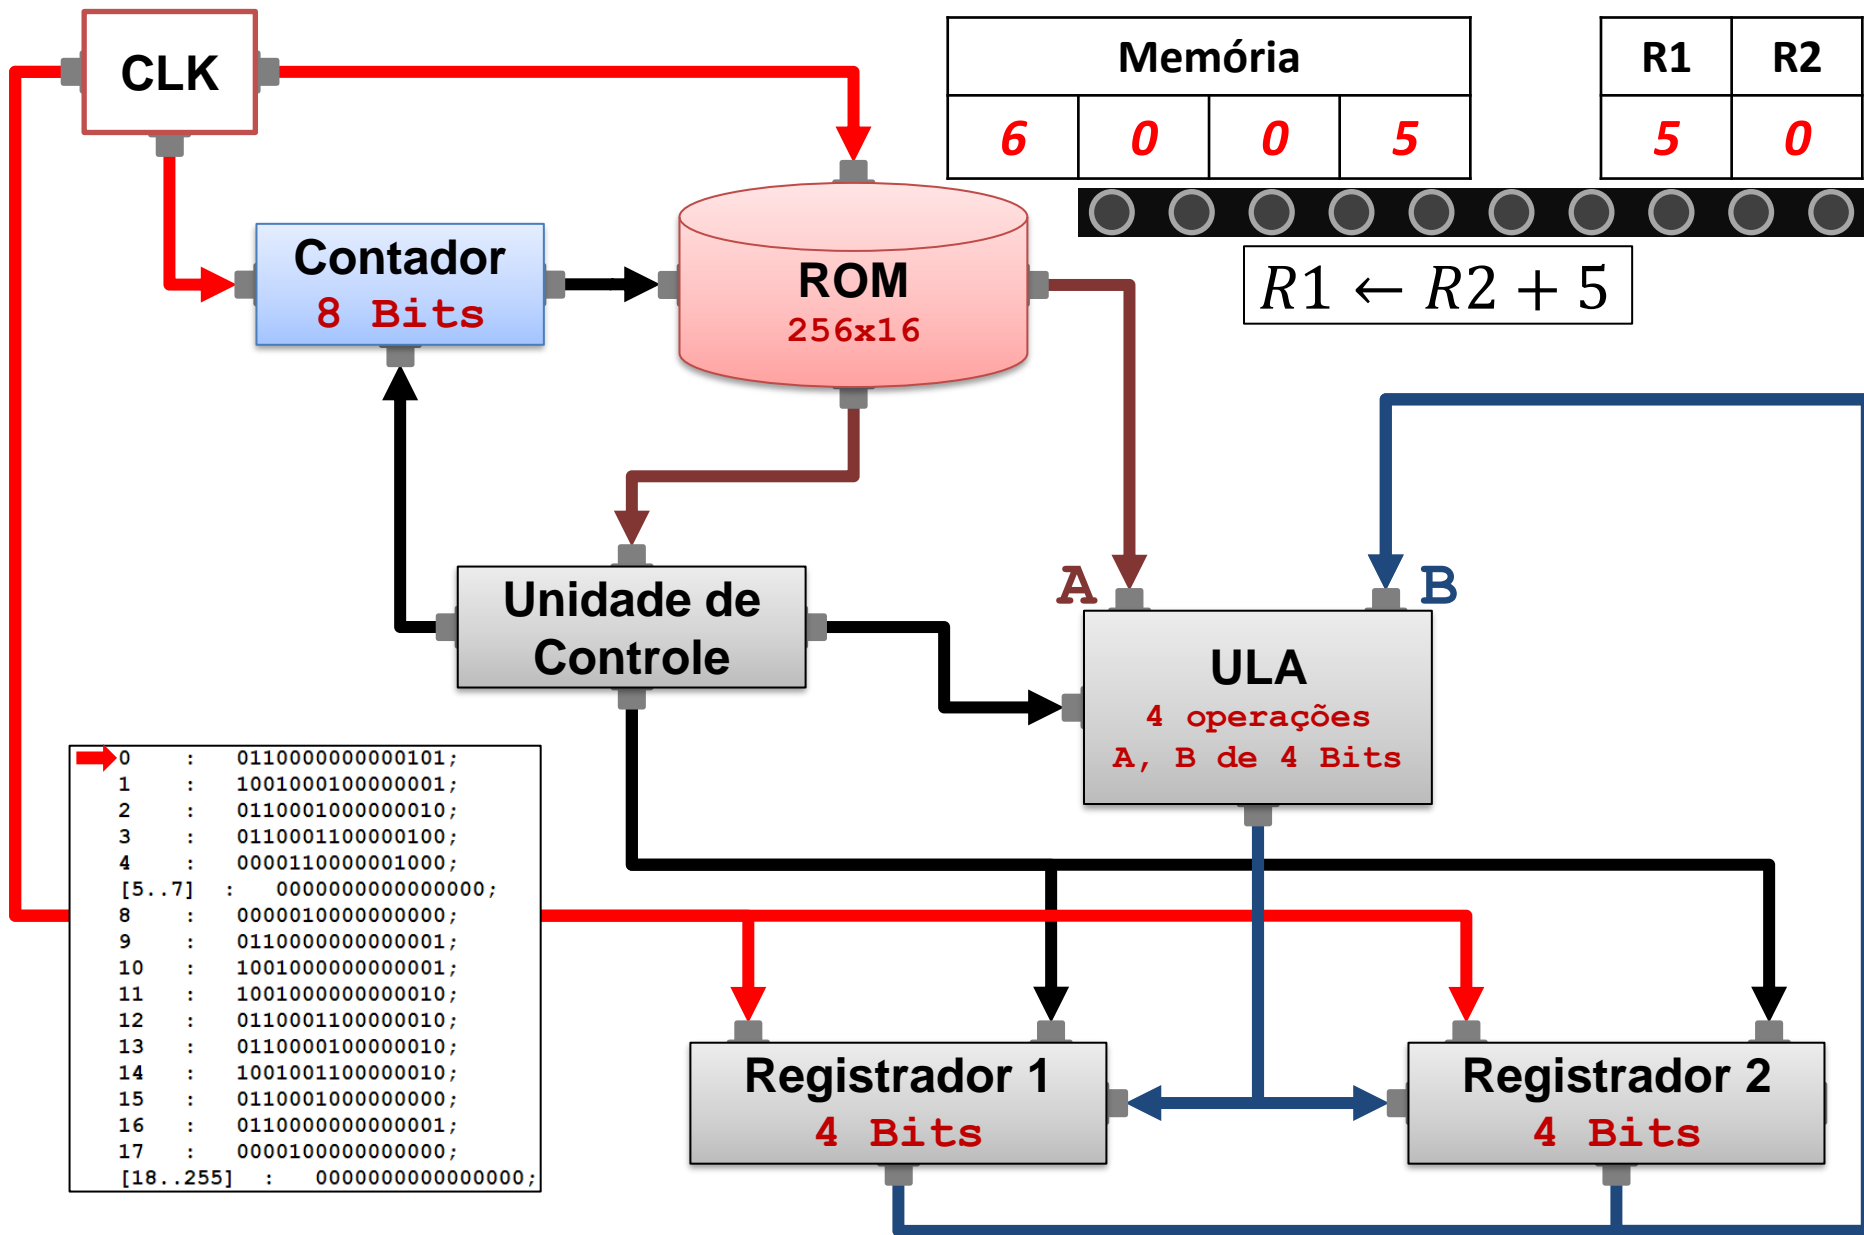 CLK
Memória
6 0 0 5
R1 R2
5 0
R1 ← R2 + 5
Contador
8 Bits
ROM
256x16
A
B
Unidade de
Controle
ULA
4 operações
A, B de 4 Bits
0 : 0110000000000101;
1 : 1001000100000001;
2 : 0110001000000010;
3 : 0110001100000100;
4 : 0000110000001000;
[5..7] : 0000000000000000;
8 : 0000010000000000;
9 : 0110000000000001;
10 : 1001000000000001;
11 : 1001000000000010;
12 : 0110001100000010;
13 : 0110000100000010;
14 : 1001001100000010;
15 : 0110001000000000;
16 : 0110000000000001;
17 : 0000100000000000;
[18..255] : 0000000000000000;
Registrador 1
4 Bits
Registrador 2
4 Bits